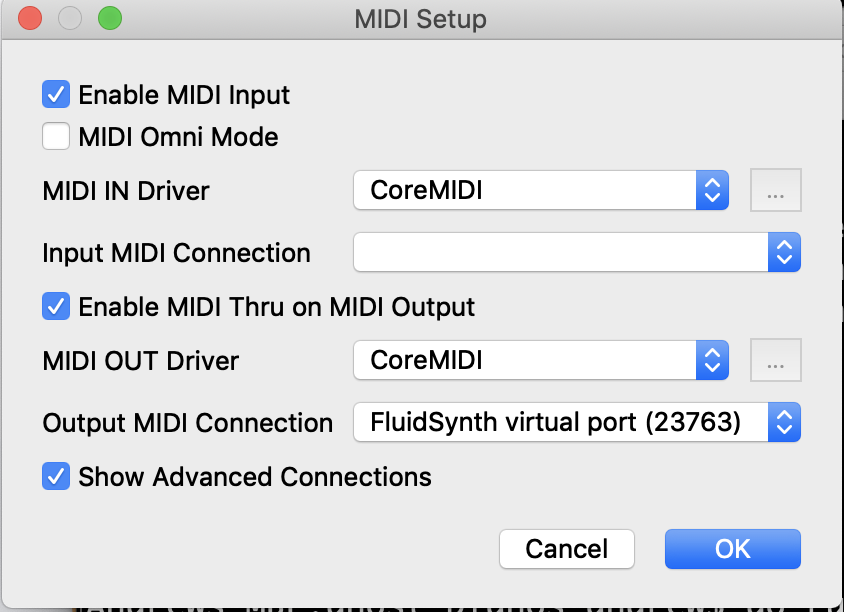 MIDI Setup
Enable MIDI Input
MIDI Omni Mode
MIDI IN Driver CoreMIDI ...
Input MIDI Connection
Enable MIDI Thru on MIDI Output
MIDI OUT Driver CoreMIDI ...
Output MIDI Connection FluidSynth virtual port (23763)
Show Advanced Connections
Cancel OK